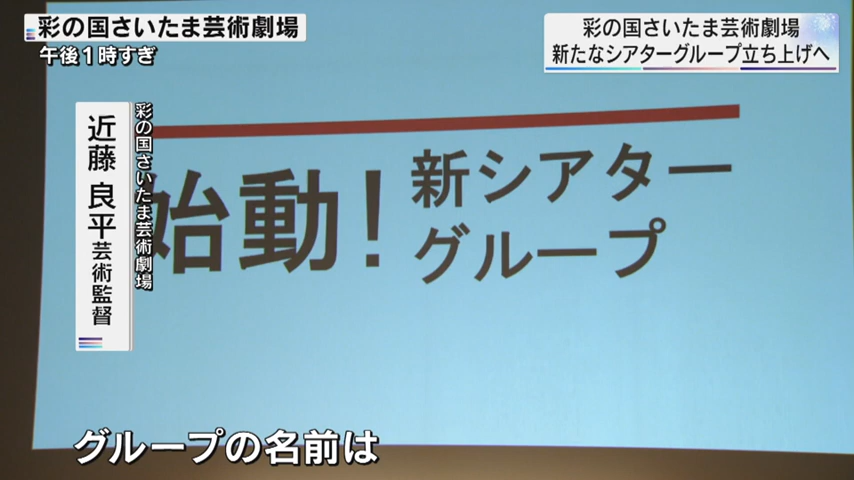 彩の国さいたま芸術劇場
午後1時すぎ
彩の国さいたま芸術劇場
新たなシアターグループ立ち上げへ
彩の国さいたま芸術劇場
近藤 良平 芸術監督
始動!
新シアター
グループ
グループの名前は